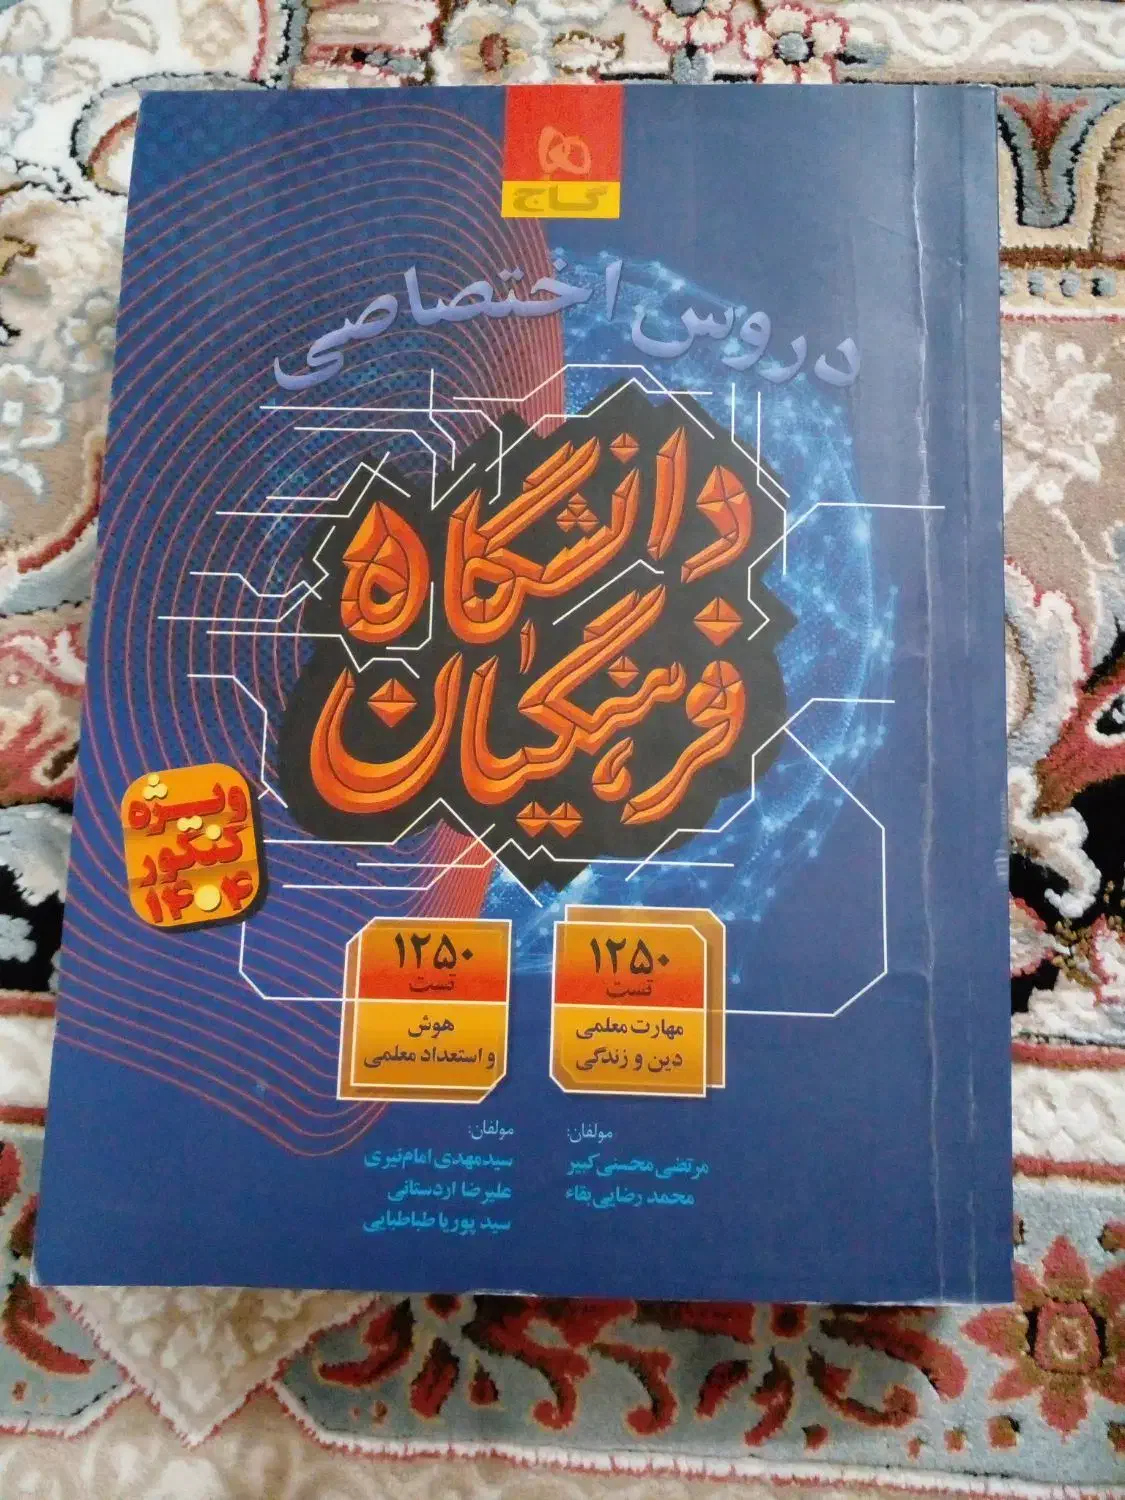 گاج
دروس اختصاصی
دانشگاه
فرهنگیان
ویژه
کنکور
۱۴۰۴
۱۲۵۰
تست
مهارت معلمی
دین و زندگی
۱۲۵۰
تست
هوش
و استعداد معلمی
مولفان:
مرتضی محسنی کبیر
محمد رضایی بقاء
مولفان:
سیدمهدی امام‌نیری
علیرضا اردستانی
سید پوریا طباطبایی